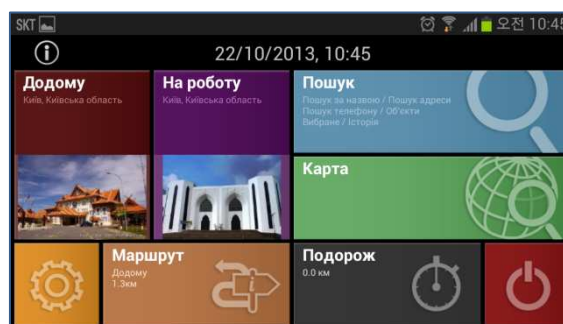 SKT
오전 10:45
22/10/2013, 10:45
Додому
Київ, Київська область
На роботу
Київ, Київська область
Пошук
Пошук за назвою / Пошук адреси
Пошук телефону / Об'єкти
Вибране / Історія
Карта
Маршрут
Додому
1.3км
Подорож
0.0 км